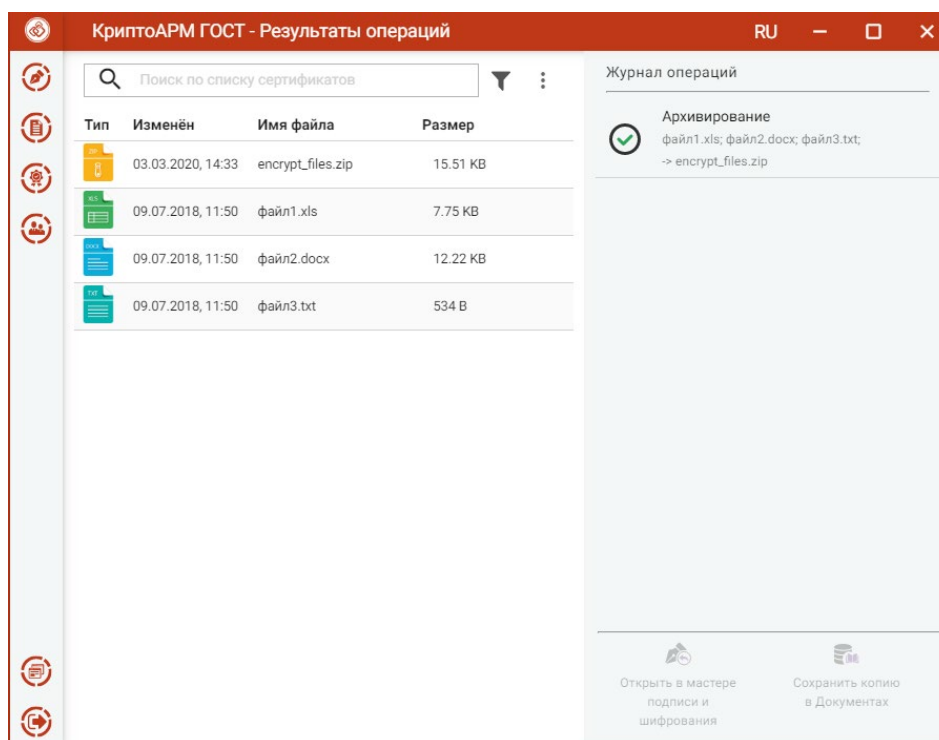 КриптоАРМ ГОСТ - Результаты операций RU
Поиск по списку сертификатов
Тип Изменён Имя файла Размер
ZIP 03.03.2020, 14:33 encrypt_files.zip 15.51 KB
XLS 09.07.2018, 11:50 файл1.xls 7.75 KB
DOCX 09.07.2018, 11:50 файл2.docx 12.22 KB
TXT 09.07.2018, 11:50 файл3.txt 534 B
Журнал операций
Архивирование
файл1.xls; файл2.docx; файл3.txt;
-> encrypt_files.zip
Открыть в мастере
подписи и
шифрования
Сохранить копию
в Документах